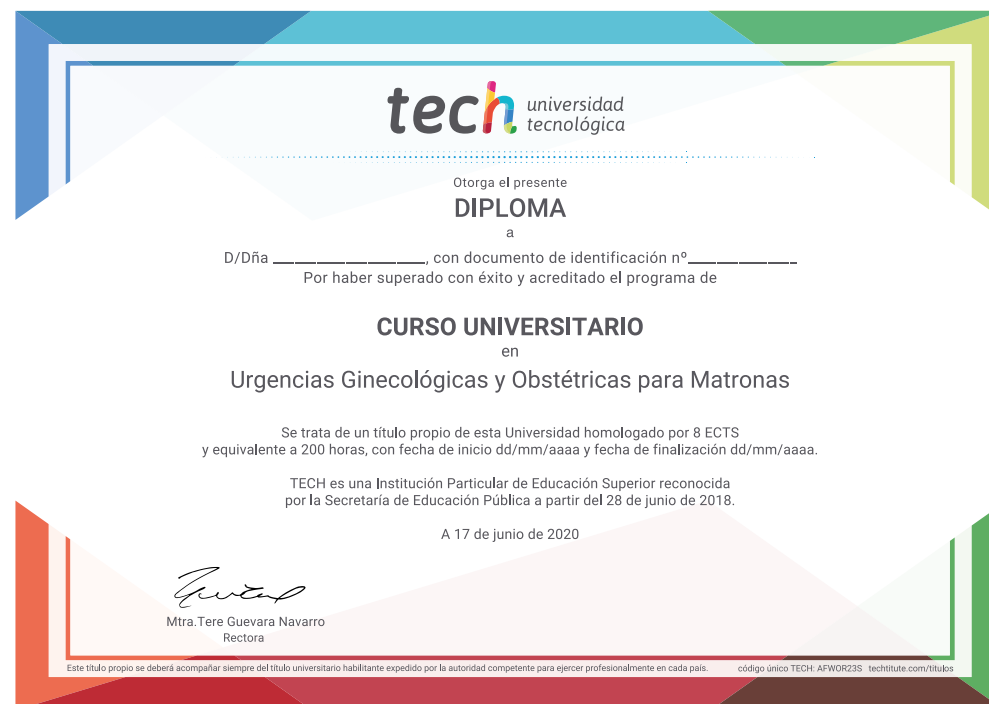 tech universidad
tecnológica
Otorga el presente
DIPLOMA
a
D/Dña ____________________, con documento de identificación nº______________
Por haber superado con éxito y acreditado el programa de
CURSO UNIVERSITARIO
en
Urgencias Ginecológicas y Obstétricas para Matronas
Se trata de un título propio de esta Universidad homologado por 8 ECTS
y equivalente a 200 horas, con fecha de inicio dd/mm/aaaa y fecha de finalización dd/mm/aaaa.
TECH es una Institución Particular de Educación Superior reconocida
por la Secretaría de Educación Pública a partir del 28 de junio de 2018.
A 17 de junio de 2020
Mtra.Tere Guevara Navarro
Rectora
Este título propio se deberá acompañar siempre del título universitario habilitante expedido por la autoridad competente para ejercer profesionalmente en cada país. código único TECH: AFWOR23S techtitute.com/titulos